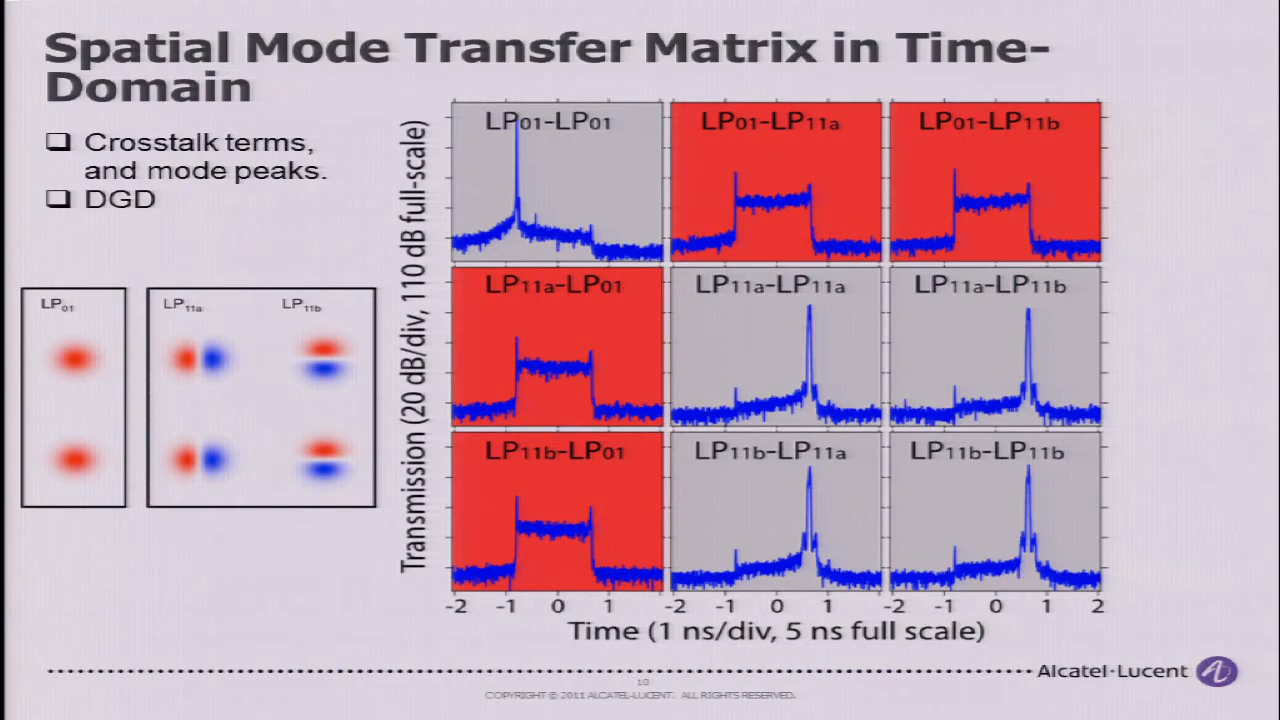 Spatial Mode Transfer Matrix in Time-
Domain
❑ Crosstalk terms,
and mode peaks.
❑ DGD
LP01
LP11a LP11b
Transmission (20 dB/div, 110 dB full-scale)
LP01-LP01 LP01-LP11a LP01-LP11b
LP11a-LP01 LP11a-LP11a LP11a-LP11b
LP11b-LP01 LP11b-LP11a LP11b-LP11b
-2 -1 0 1 -2 -1 0 1 -2 -1 0 1 2
Time (1 ns/div, 5 ns full scale)
Alcatel·Lucent
10
COPYRIGHT © 2011 ALCATEL-LUCENT. ALL RIGHTS RESERVED.